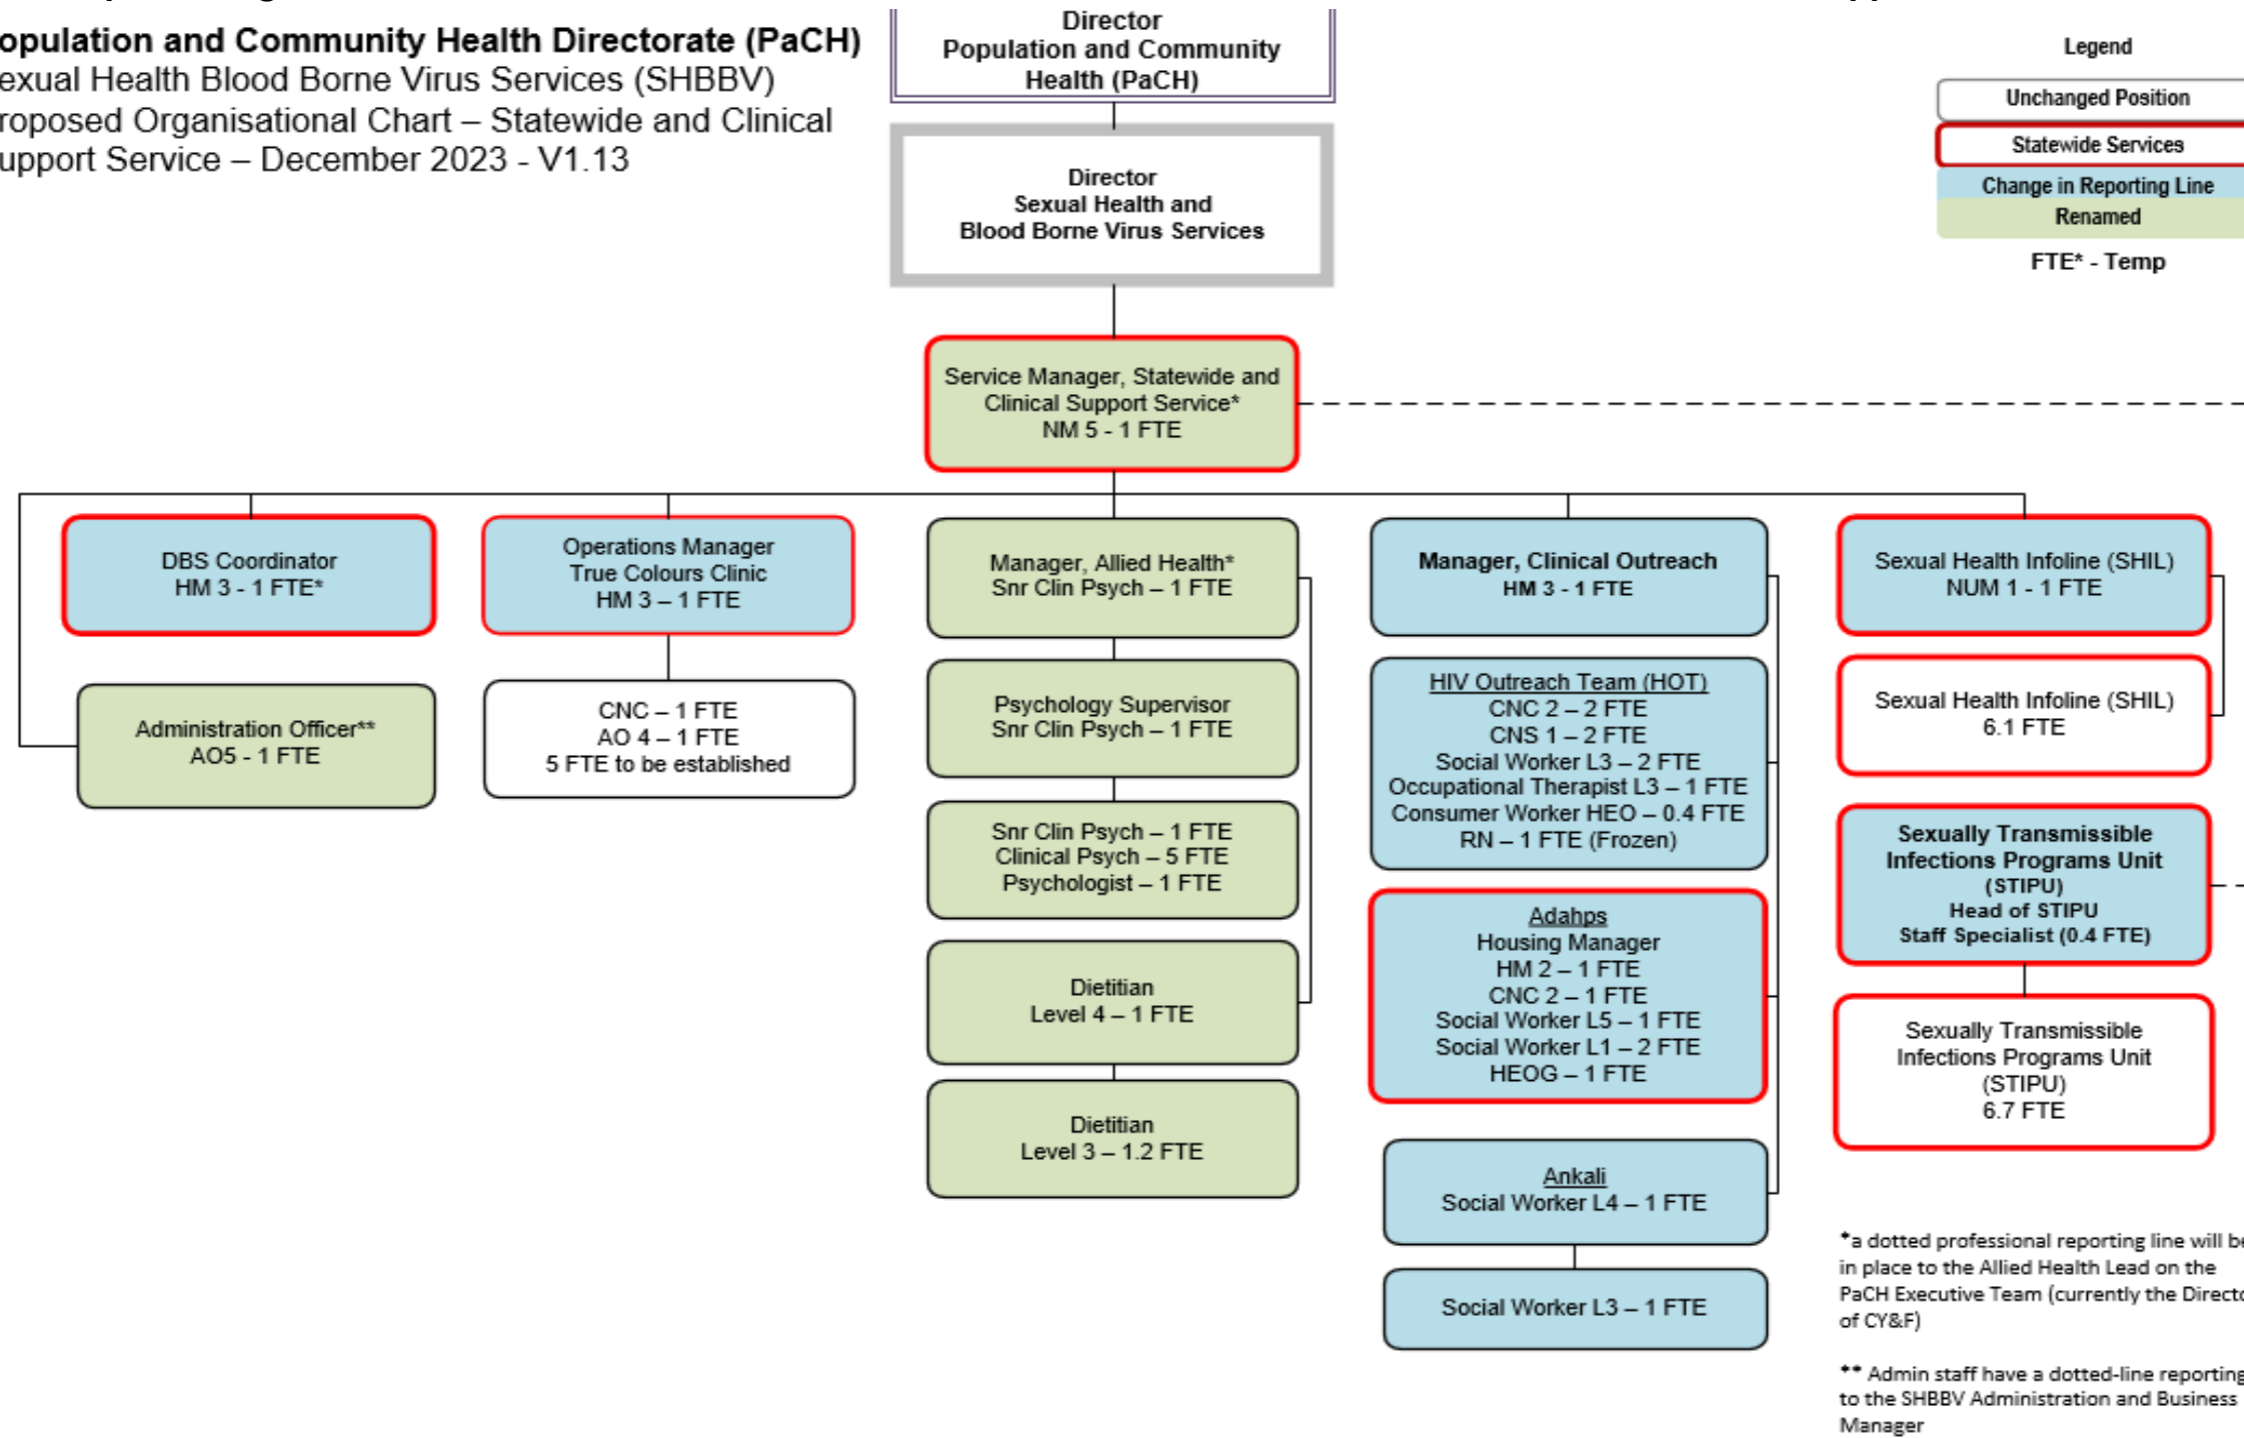 opulation and Community Health Directorate (PaCH)
exual Health Blood Borne Virus Services (SHBBV)
roposed Organisational Chart – Statewide and Clinical
upport Service – December 2023 - V1.13
Director
Population and Community
Health (PaCH)
Legend
Unchanged Position
Statewide Services
Change in Reporting Line
Renamed
FTE* - Temp
Director
Sexual Health and
Blood Borne Virus Services
Service Manager, Statewide and
Clinical Support Service*
NM 5 - 1 FTE
DBS Coordinator
HM 3 - 1 FTE*
Administration Officer**
AO5 - 1 FTE
Operations Manager
True Colours Clinic
HM 3 – 1 FTE
CNC – 1 FTE
AO 4 – 1 FTE
5 FTE to be established
Manager, Allied Health*
Snr Clin Psych – 1 FTE
Psychology Supervisor
Snr Clin Psych – 1 FTE
Snr Clin Psych – 1 FTE
Clinical Psych – 5 FTE
Psychologist – 1 FTE
Dietitian
Level 4 – 1 FTE
Dietitian
Level 3 – 1.2 FTE
Manager, Clinical Outreach
HM 3 - 1 FTE
HIV Outreach Team (HOT)
CNC 2 – 2 FTE
CNS 1 – 2 FTE
Social Worker L3 – 2 FTE
Occupational Therapist L3 – 1 FTE
Consumer Worker HEO – 0.4 FTE
RN – 1 FTE (Frozen)
Adahps
Housing Manager
HM 2 – 1 FTE
CNC 2 – 1 FTE
Social Worker L5 – 1 FTE
Social Worker L1 – 2 FTE
HEOG – 1 FTE
Ankali
Social Worker L4 – 1 FTE
Social Worker L3 – 1 FTE
Sexual Health Infoline (SHIL)
NUM 1 - 1 FTE
Sexual Health Infoline (SHIL)
6.1 FTE
Sexually Transmissible
Infections Programs Unit
(STIPU)
Head of STIPU
Staff Specialist (0.4 FTE)
Sexually Transmissible
Infections Programs Unit
(STIPU)
6.7 FTE
*a dotted professional reporting line will be
in place to the Allied Health Lead on the
PaCH Executive Team (currently the Directo
of CY&F)
** Admin staff have a dotted-line reporting
to the SHBBV Administration and Business
Manager